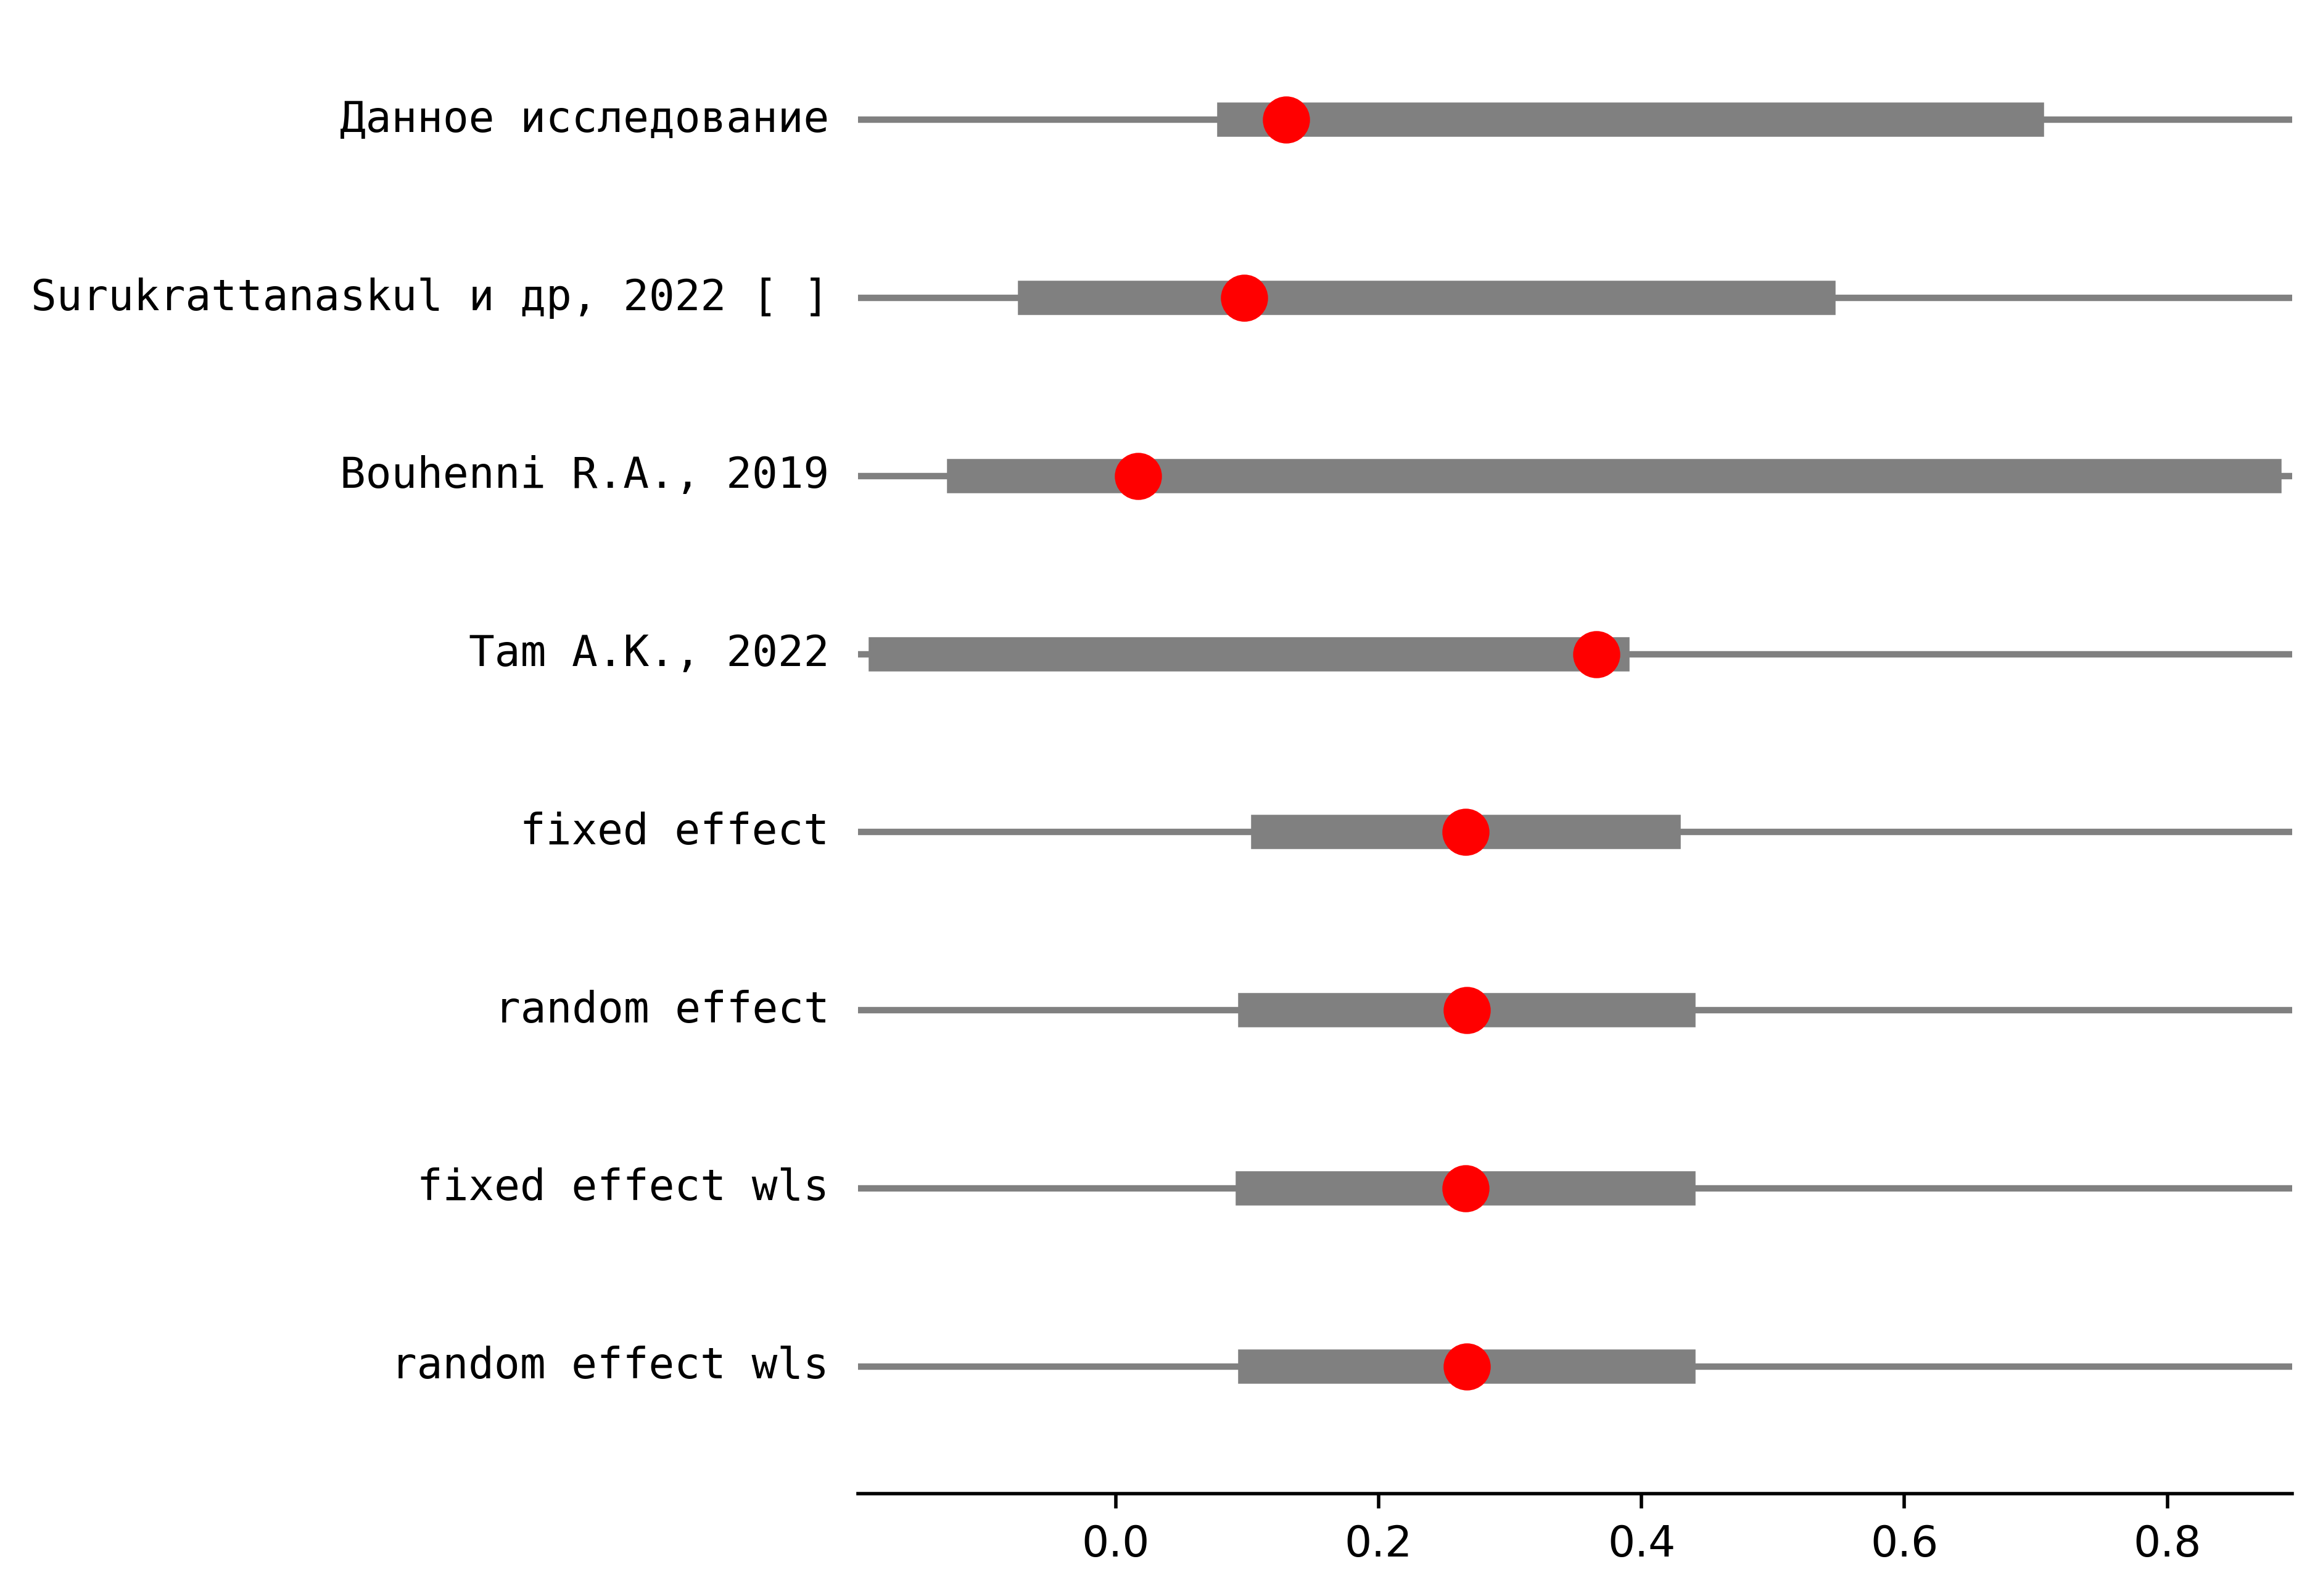 Данное исследование
Surukrattanaskul и др, 2022 [ ]
Bouhenni R.A., 2019
Tam A.K., 2022
fixed effect
random effect
fixed effect wls
random effect wls
0.0 0.2 0.4 0.6 0.8